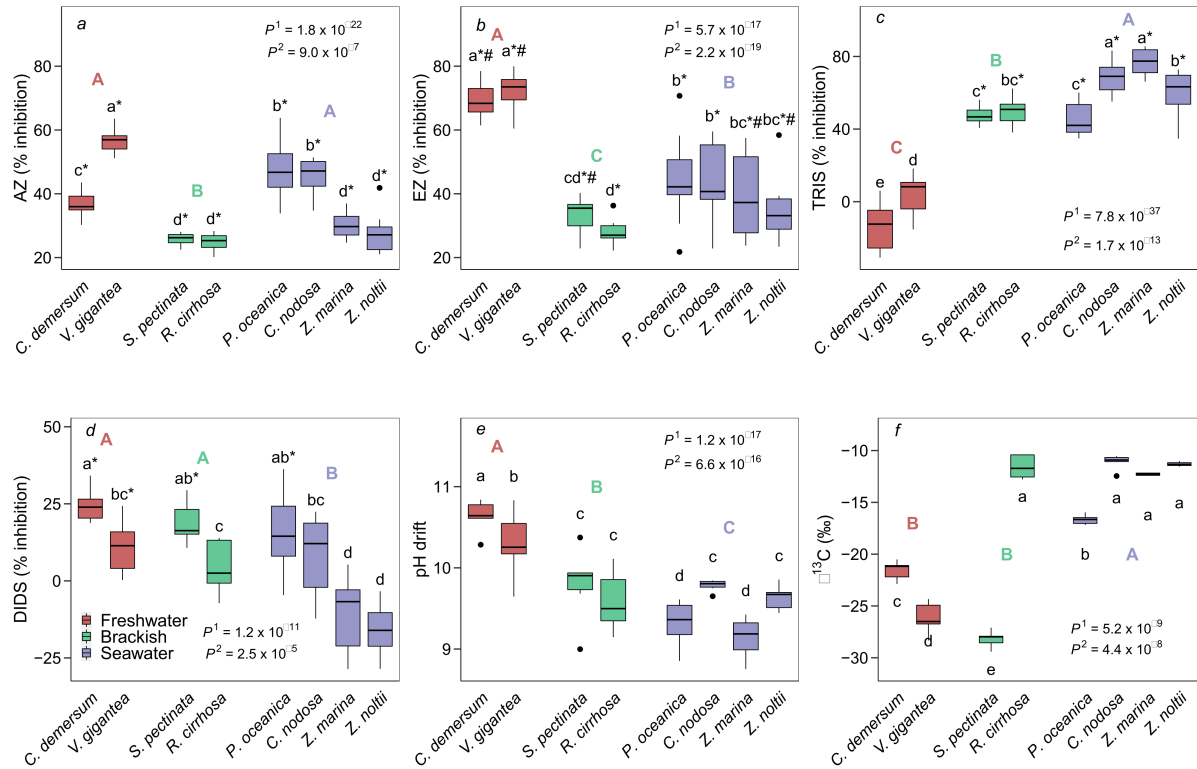 a
P1 = 1.8 x 10□22
P2 = 9.0 x 10□7
A
A
B
c*
a*
d*
d*
b*
b*
d*
d*
AZ (% inhibition)
80
60
40
20
C. demersum
V. gigantea
S. pectinata
R. cirrhosa
P. oceanica
C. nodosa
Z. marina
Z. noltii
b
P1 = 5.7 x 10□17
P2 = 2.2 x 10□19
A
B
C
a*#
a*#
cd*#
d*
b*
b*
bc*#
bc*#
EZ (% inhibition)
80
60
40
20
C. demersum
V. gigantea
S. pectinata
R. cirrhosa
P. oceanica
C. nodosa
Z. marina
Z. noltii
c
A
B
C
e
d
c*
bc*
c*
a*
a*
b*
P1 = 7.8 x 10□37
P2 = 1.7 x 10□13
TRIS (% inhibition)
80
40
0
C. demersum
V. gigantea
S. pectinata
R. cirrhosa
P. oceanica
C. nodosa
Z. marina
Z. noltii
d
A
A
B
a*
bc*
ab*
c
ab*
bc
d
d
Freshwater
Brackish
Seawater
P1 = 1.2 x 10□11
P2 = 2.5 x 10□5
DIDS (% inhibition)
50
25
0
−25
C. demersum
V. gigantea
S. pectinata
R. cirrhosa
P. oceanica
C. nodosa
Z. marina
Z. noltii
e
P1 = 1.2 x 10□17
P2 = 6.6 x 10□16
A
B
C
a
b
c
c
d
c
d
c
pH drift
11
10
9
C. demersum
V. gigantea
S. pectinata
R. cirrhosa
P. oceanica
C. nodosa
Z. marina
Z. noltii
f
B
B
A
c
d
e
a
b
a
a
a
P1 = 5.2 x 10□9
P2 = 4.4 x 10□8
□13C (‰)
−10
−15
−20
−25
−30
C. demersum
V. gigantea
S. pectinata
R. cirrhosa
P. oceanica
C. nodosa
Z. marina
Z. noltii